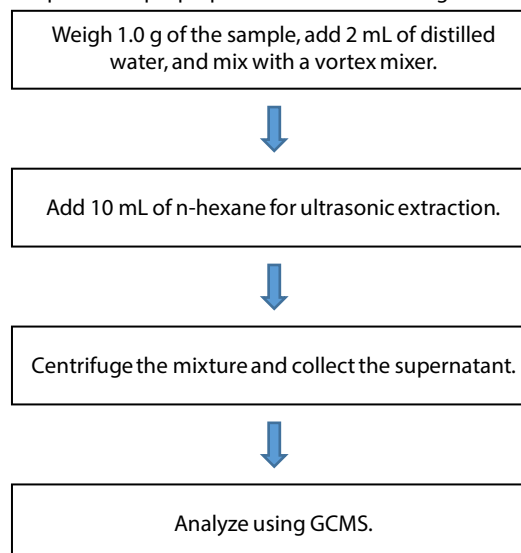 Weigh 1.0 g of the sample, add 2 mL of distilled
water, and mix with a vortex mixer.
Add 10 mL of n-hexane for ultrasonic extraction.
Centrifuge the mixture and collect the supernatant.
Analyze using GCMS.